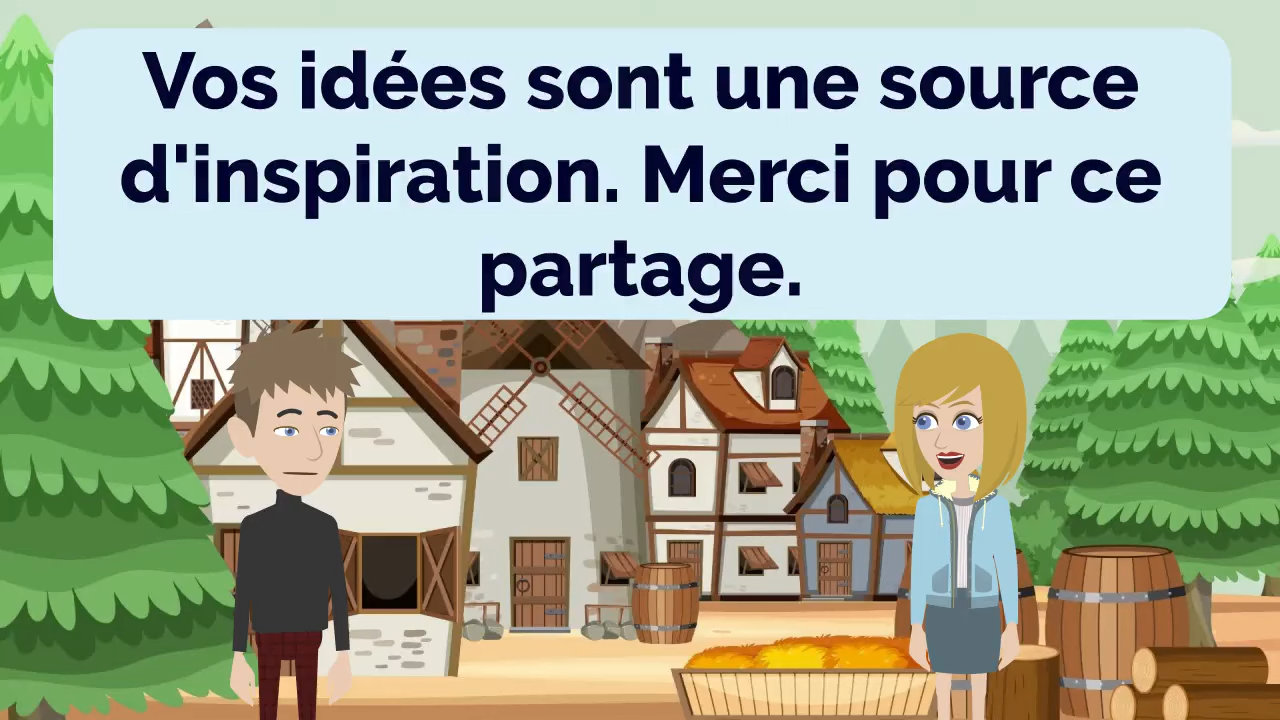 Vos idées sont une source
d'inspiration. Merci pour ce
partage.